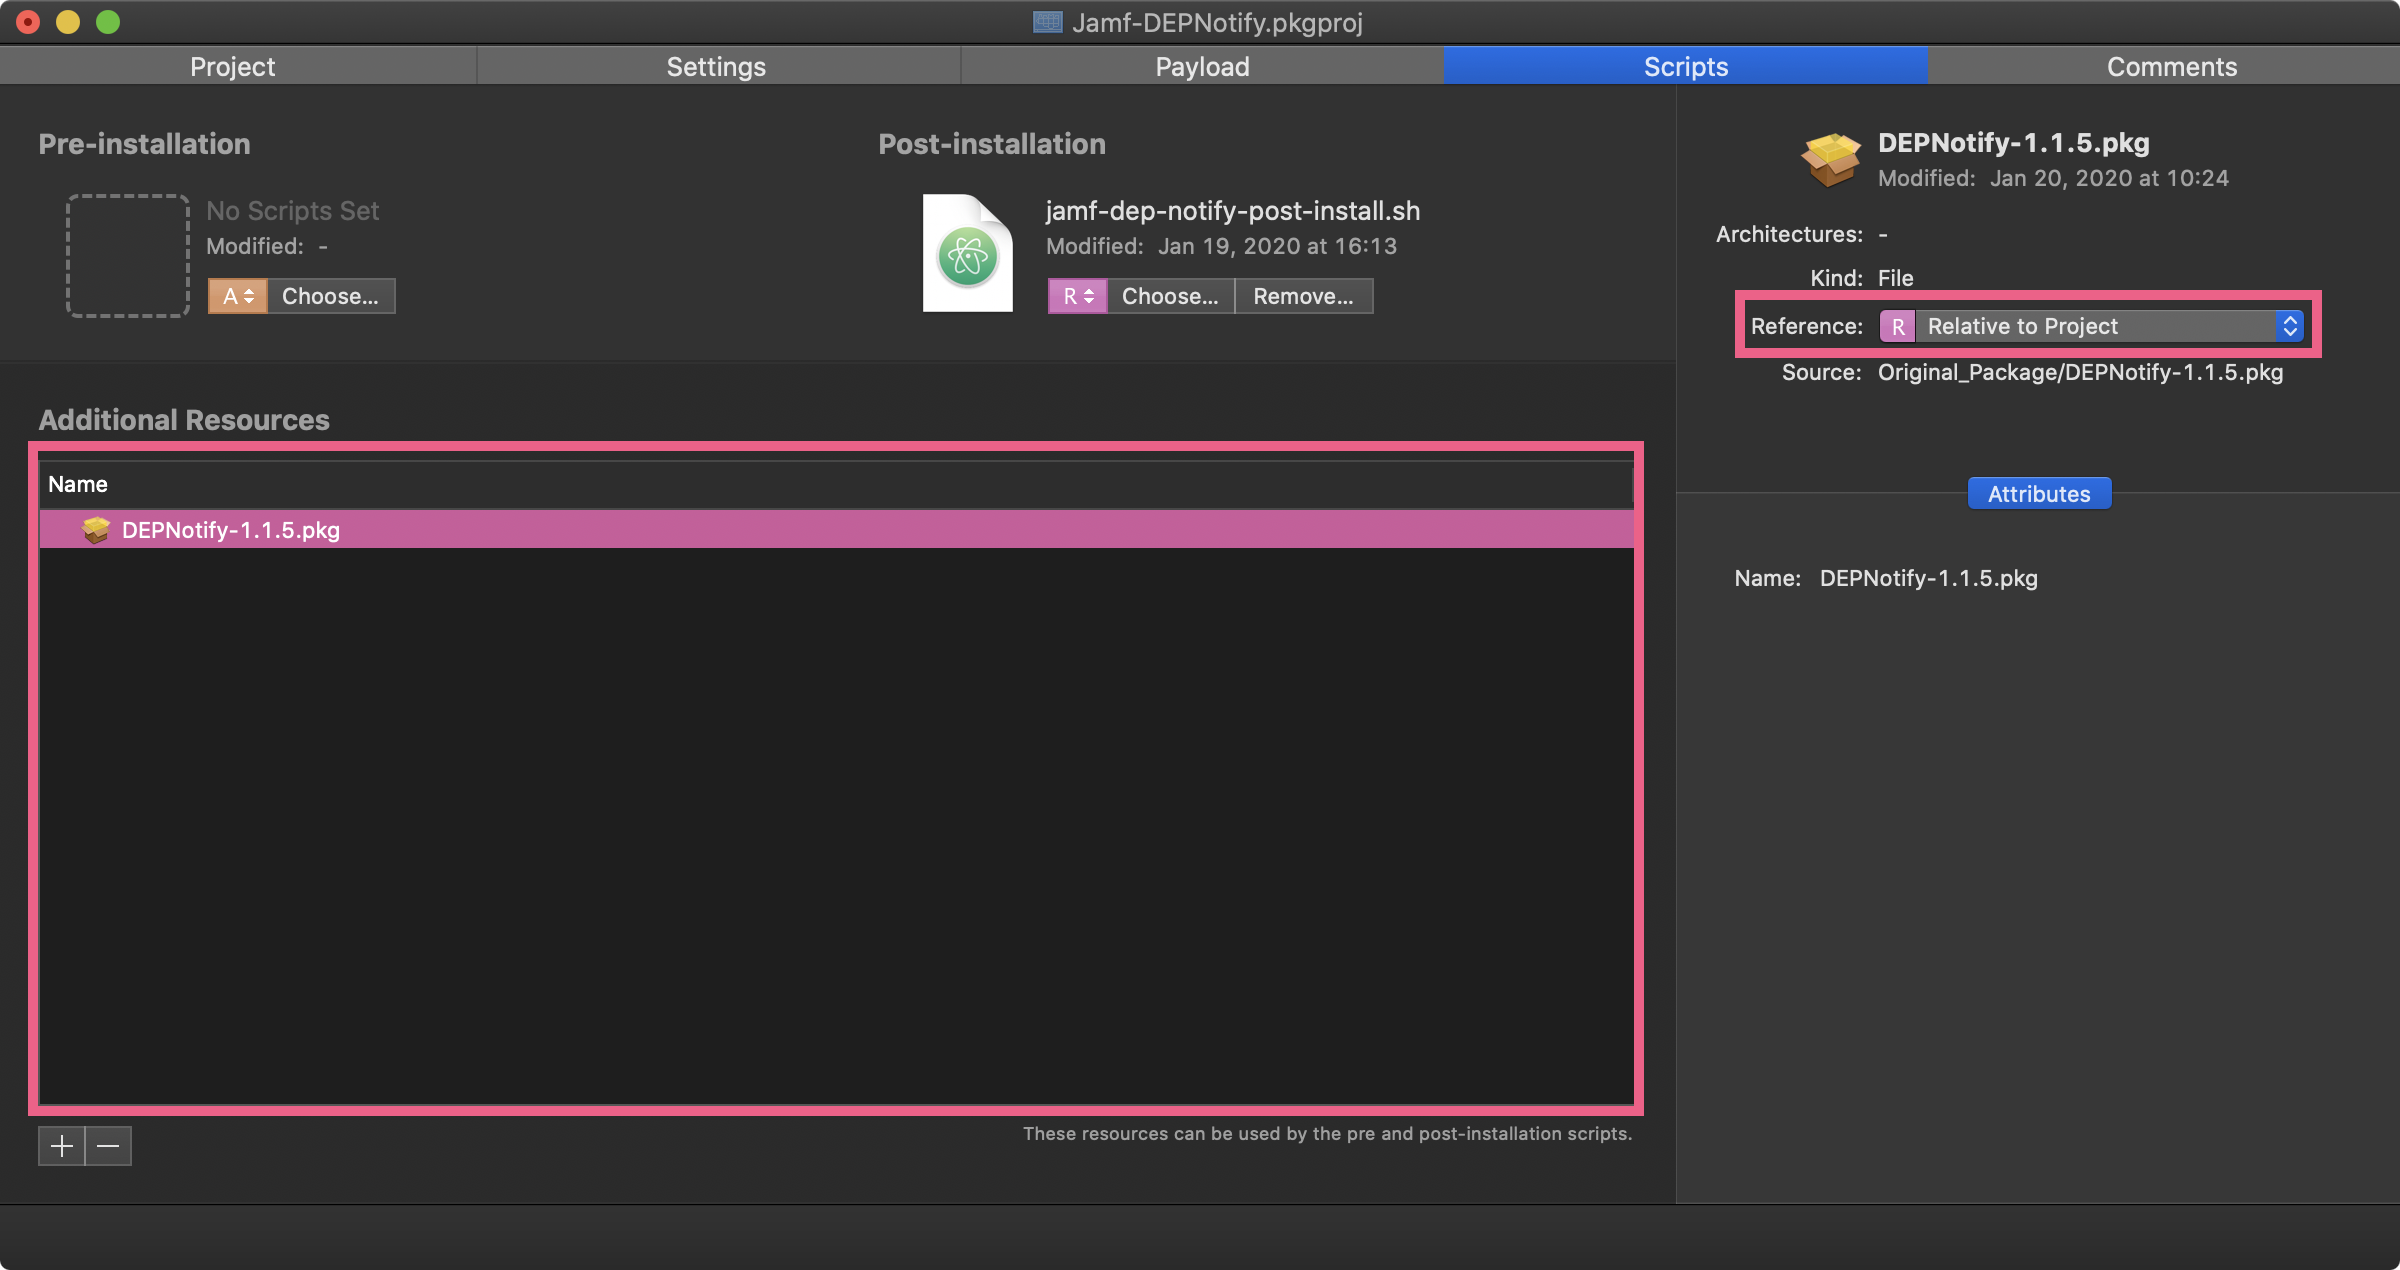 Jamf-DEPNotify.pkgproj
Project Settings Payload Scripts Comments
Pre-installation
No Scripts Set
Modified: -
A Choose...
Post-installation
jamf-dep-notify-post-install.sh
Modified: Jan 19, 2020 at 16:13
R Choose... Remove...
Additional Resources
Name
DEPNotify-1.1.5.pkg
These resources can be used by the pre and post-installation scripts.
DEPNotify-1.1.5.pkg
Modified: Jan 20, 2020 at 10:24
Architectures: -
Kind: File
Reference: R Relative to Project
Source: Original_Package/DEPNotify-1.1.5.pkg
Attributes
Name: DEPNotify-1.1.5.pkg